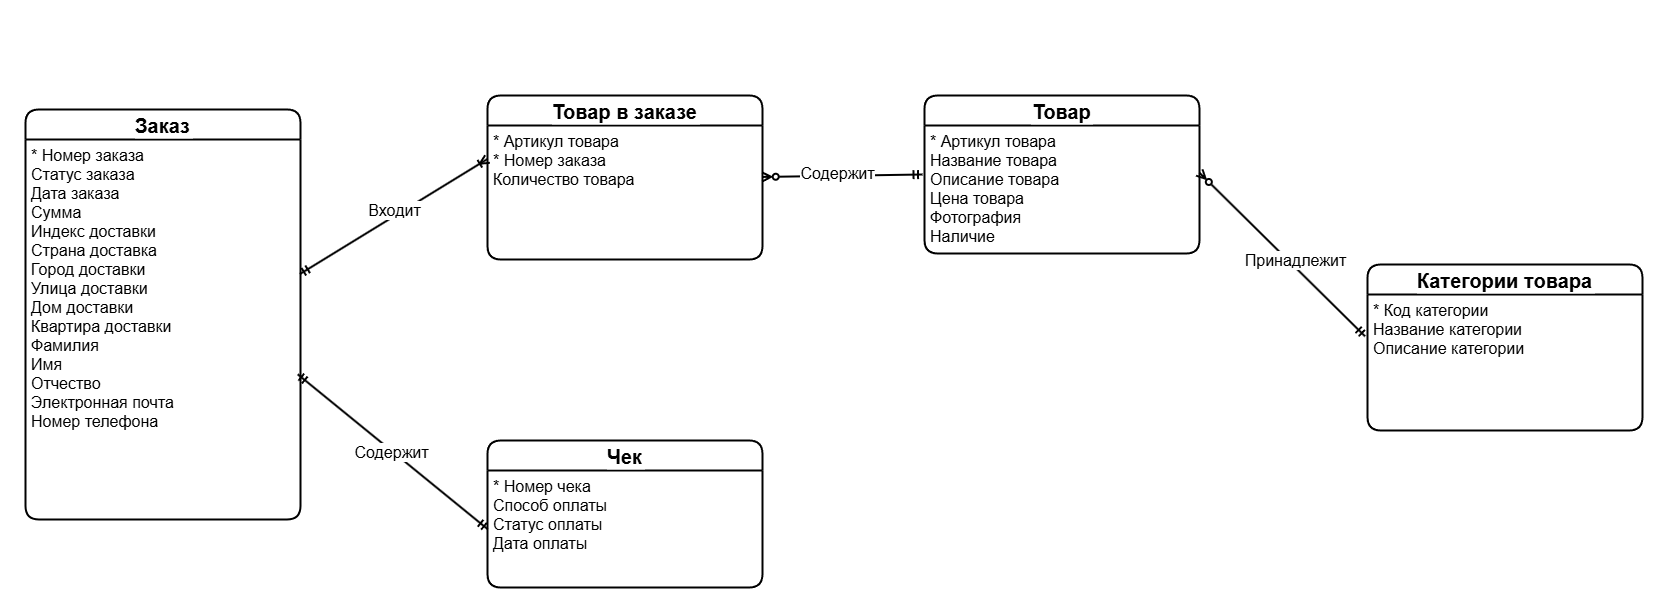 Заказ
* Номер заказа
Статус заказа
Дата заказа
Сумма
Индекс доставки
Страна доставка
Город доставки
Улица доставки
Дом доставки
Квартира доставки
Фамилия
Имя
Отчество
Электронная почта
Номер телефона
Входит
Содержит
Товар в заказе
* Артикул товара
* Номер заказа
Количество товара
Чек
* Номер чека
Способ оплаты
Статус оплаты
Дата оплаты
Содержит
Товар
* Артикул товара
Название товара
Описание товара
Цена товара
Фотография
Наличие
Принадлежит
Категории товара
* Код категории
Название категории
Описание категории